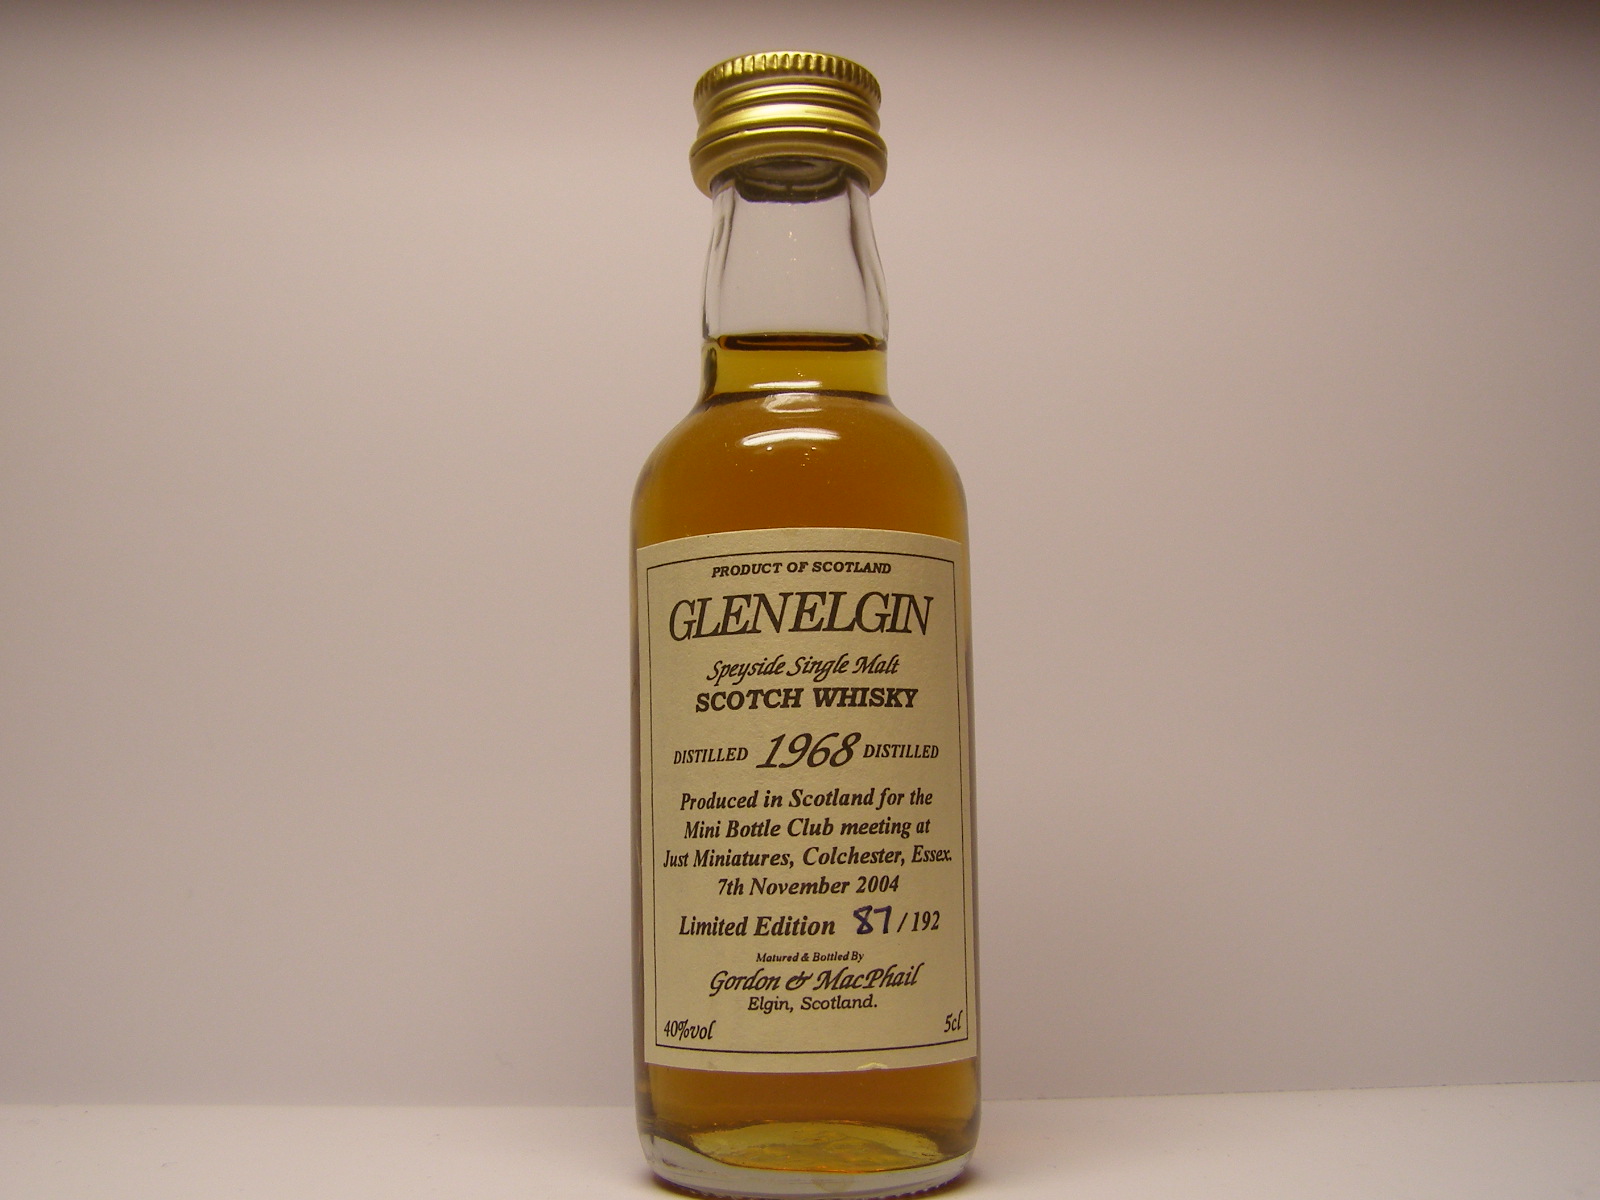 PRODUCT OF SCOTLAND
GLENELGIN
Speyside Single Malt
SCOTCH WHISKY
DISTILLED 1968 DISTILLED
Produced in Scotland for the
Mini Bottle Club meeting at
Just Miniatures, Colchester, Essex.
7th November 2004
Limited Edition 87/192
Matured & Bottled By
Gordon & MacPhail
Elgin, Scotland.
40%vol 5cl